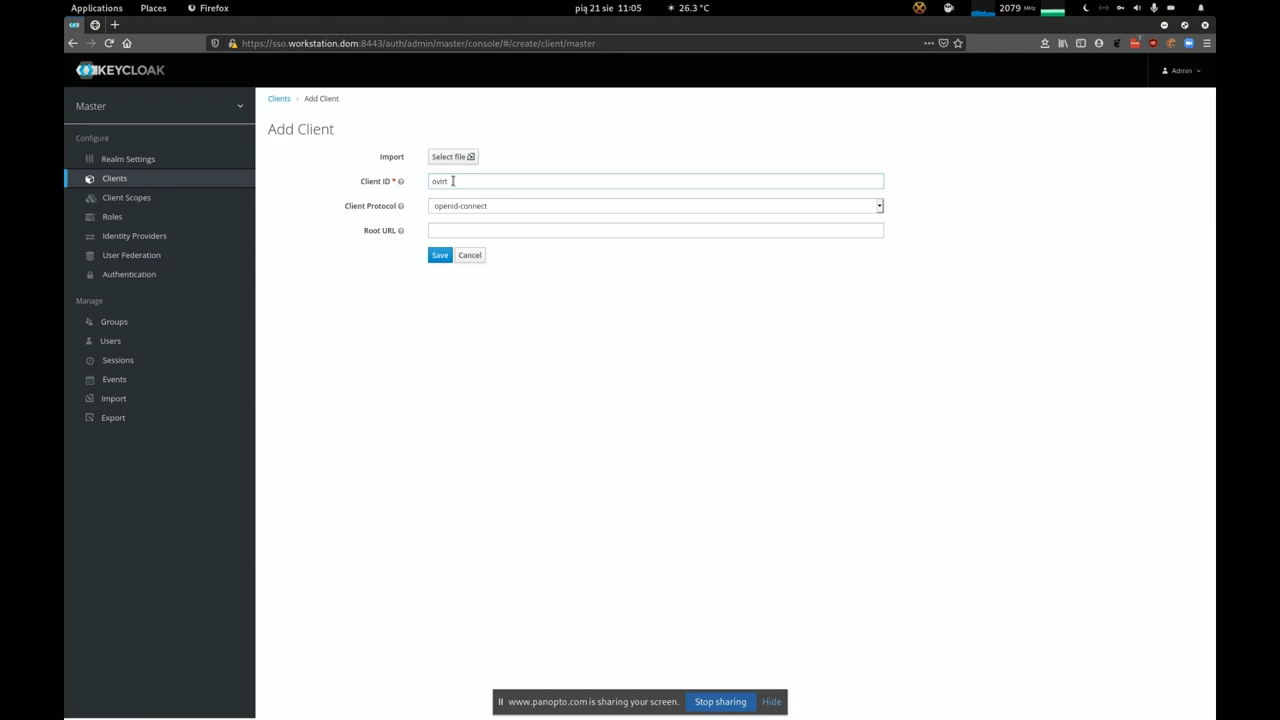 Applications Places Firefox pią 21 sie 11:05 26.3 °C 2079 MHz
https://sso.workstation.dom:8443/auth/admin/master/console/#/create/client/master
KEYCLOAK Admin
Master
Configure
Realm Settings
Clients
Client Scopes
Roles
Identity Providers
User Federation
Authentication
Manage
Groups
Users
Sessions
Events
Import
Export
Clients > Add Client
Add Client
Import Select file
Client ID * ovirt
Client Protocol openid-connect
Root URL
Save Cancel
www.panopto.com is sharing your screen. Stop sharing Hide